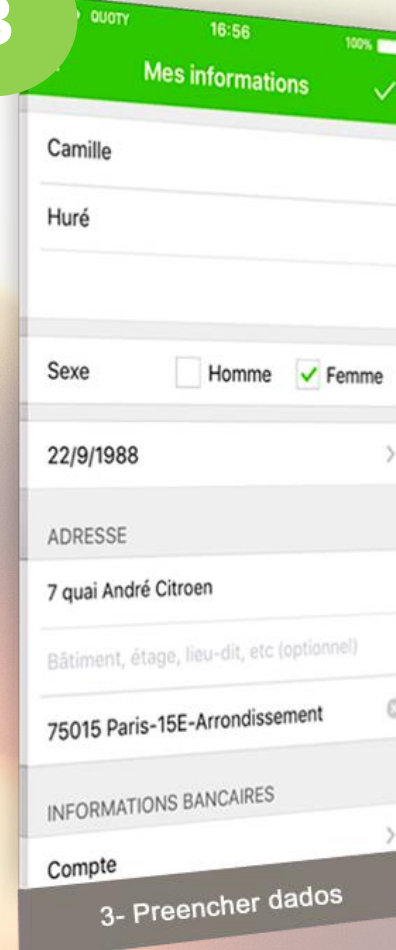 3
QUOTY 16:56 100%
Mes informations
Camille
Huré
Sexe Homme Femme
22/9/1988
ADRESSE
7 quai André Citroen
Bâtiment, étage, lieu-dit, etc (optionnel)
75015 Paris-15E-Arrondissement
INFORMATIONS BANCAIRES
Compte
3- Preencher dados